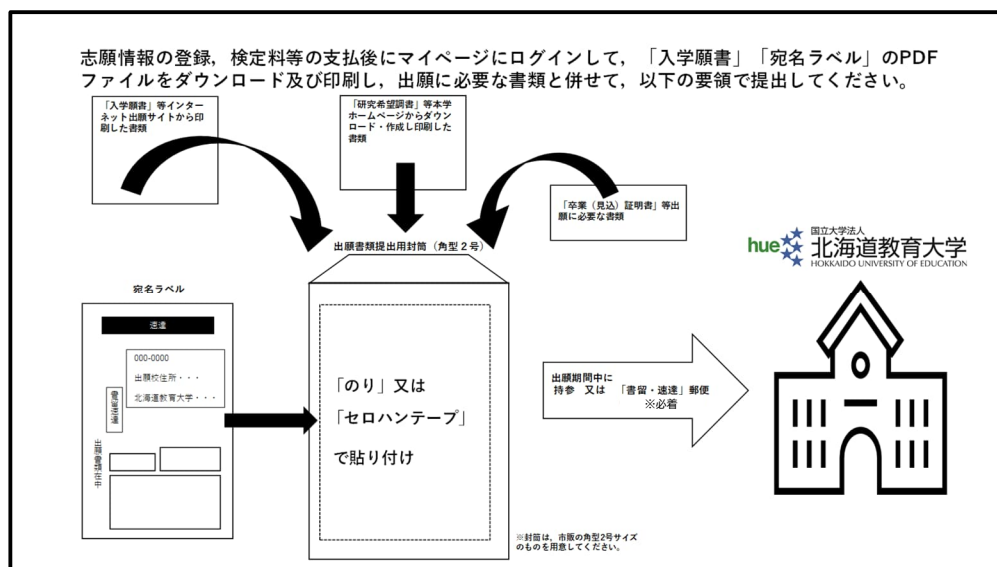 志願情報の登録，検定料等の支払後にマイページにログインして，「入学願書」「宛名ラベル」のPDF
ファイルをダウンロード及び印刷し，出願に必要な書類と併せて，以下の要領で提出してください。
「入学願書」等インター
ネット出願サイトから印
刷した書類
「研究希望調書」等本学
ホームページからダウン
ロード・作成し印刷した
書類
「卒業（見込）証明書」等出
願に必要な書類
出願書類提出用封筒（角型２号）
hue
国立大学法人
北海道教育大学
HOKKAIDO UNIVERSITY OF EDUCATION
宛名ラベル
速達
000-0000
出願校住所・・・
北海道教育大学・・・
書留速達
出願書類在中
「のり」又は
「セロハンテープ」
で貼り付け
出願期間中に
持参 又は 「書留・速達」郵便
※必着
※封筒は、市販の角型2号サイズ
のものを用意してください。